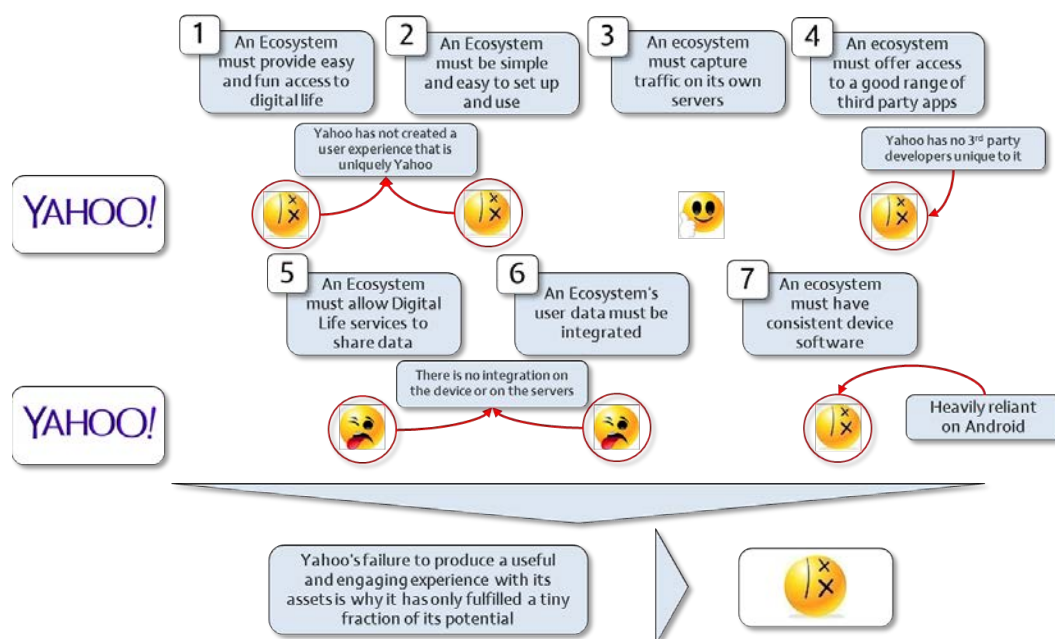 1
An Ecosystem
must provide easy
and fun access to
digital life
2
An Ecosystem
must be simple
and easy to set up
and use
3
An ecosystem
must capture
traffic on its own
servers
4
An ecosystem
must offer access
to a good range of
third party apps
Yahoo has not created a
user experience that is
uniquely Yahoo
Yahoo has no 3rd party
developers unique to it
YAHOO!
5
An Ecosystem
must allow Digital
Life services to
share data
6
An Ecosystem's
user data must be
integrated
7
An ecosystem
must have
consistent device
software
There is no integration on
the device or on the servers
YAHOO!
Heavily reliant
on Android
Yahoo's failure to produce a useful
and engaging experience with its
assets is why it has only fulfilled a tiny
fraction of its potential